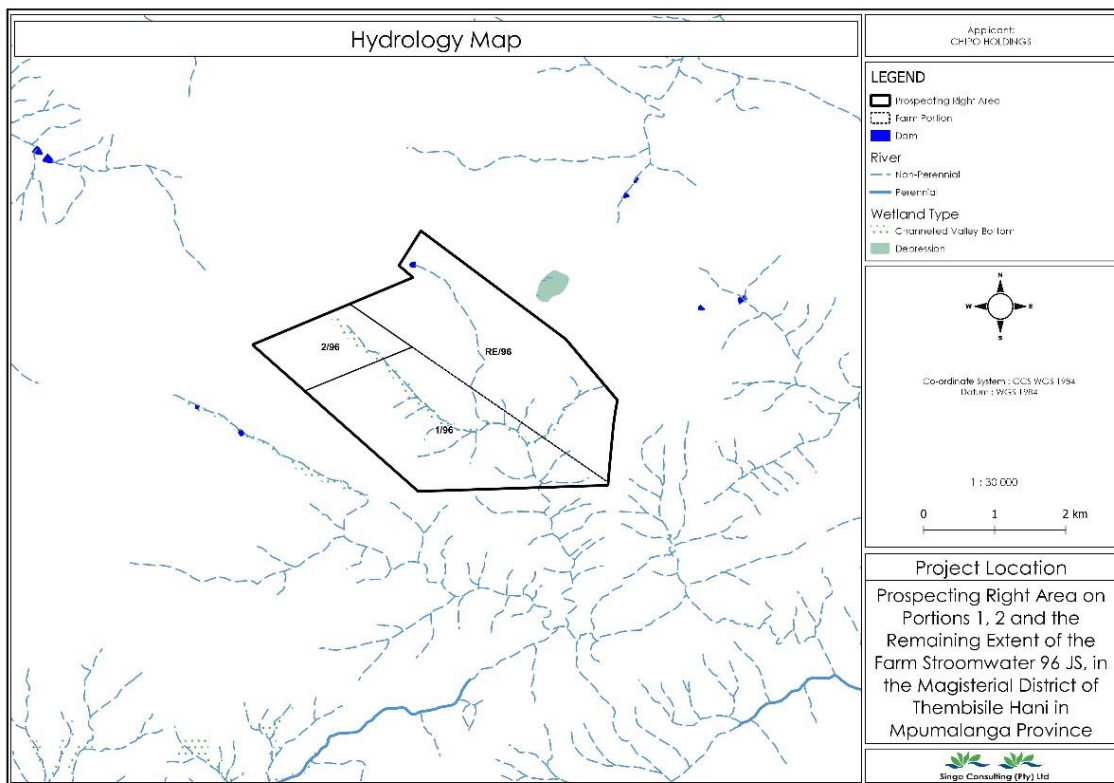 Hydrology Map
2/96
RE/96
1/96
Applicant:
CHIPO HOLDINGS
LEGEND
Prospecting Right Area
Farm Portion
Dam
River
Non-Perennial
Perennial
Wetland Type
Channeled Valley Bottom
Depression
N
W
E
S
Co-ordinate System : GCS WGS 1984
Datum : WGS 1984
1 : 30 000
0 1 2 km
Project Location
Prospecting Right Area on
Portions 1, 2 and the
Remaining Extent of the
Farm Stroomwater 96 JS, in
the Magisterial District of
Thembisile Hani in
Mpumalanga Province
Singo Consulting (Pty) Ltd